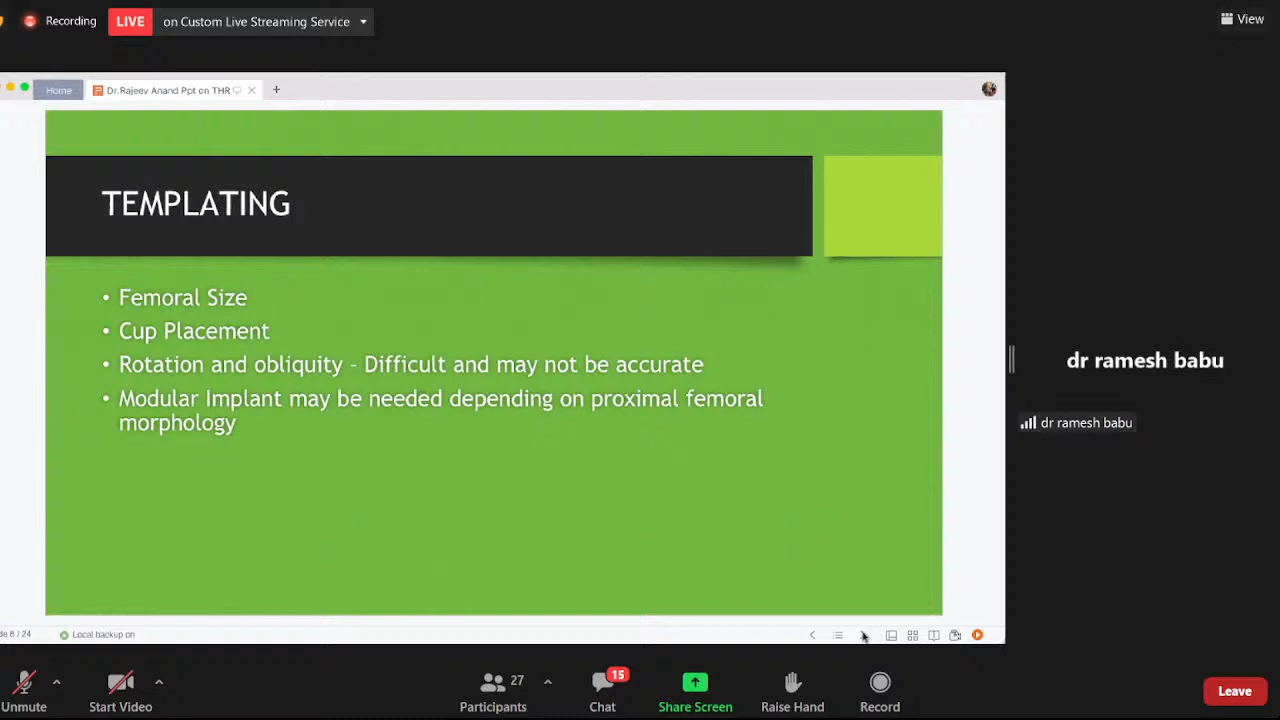 Recording
LIVE
on Custom Live Streaming Service
View
Home
Dr.Rajeev Anand Ppt on THR
TEMPLATING
• Femoral Size
• Cup Placement
• Rotation and obliquity – Difficult and may not be accurate
• Modular Implant may be needed depending on proximal femoral
morphology
dr ramesh babu
dr ramesh babu
6 / 24
Local backup on
Unmute
Start Video
27
Participants
15
Chat
Share Screen
Raise Hand
Record
Leave